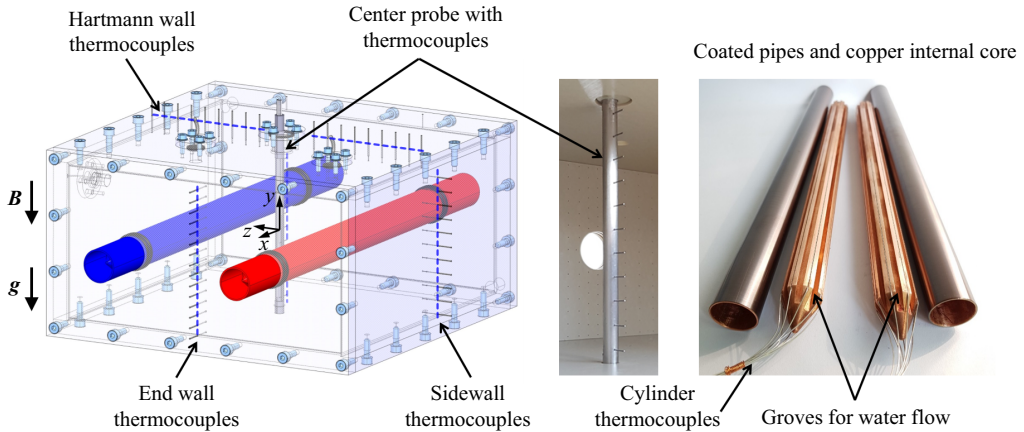 Hartmann wall
thermocouples
Center probe with
thermocouples
Coated pipes and copper internal core
B
g
y
z
x
End wall
thermocouples
Sidewall
thermocouples
Cylinder
thermocouples
Groves for water flow